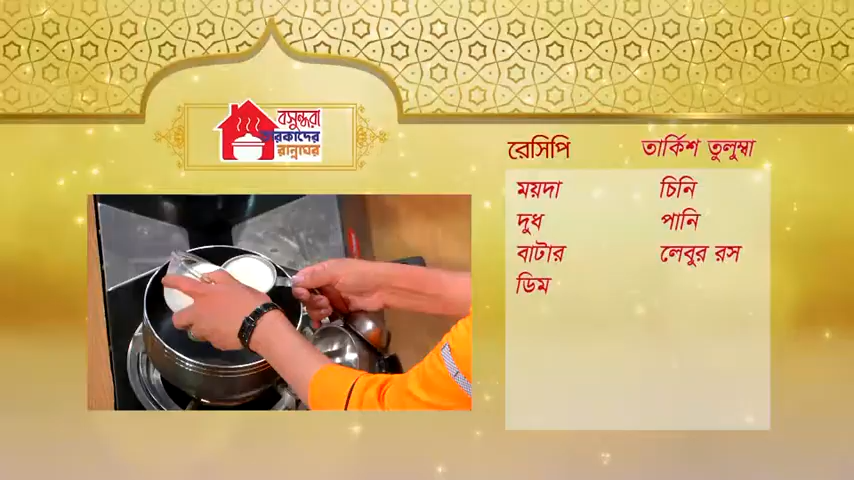 বসুন্ধরা
তারকাদের
রান্নাঘর
রেসিপি তার্কিশ তুলুম্বা
ময়দা চিনি
দুধ পানি
বাটার লেবুর রস
ডিম